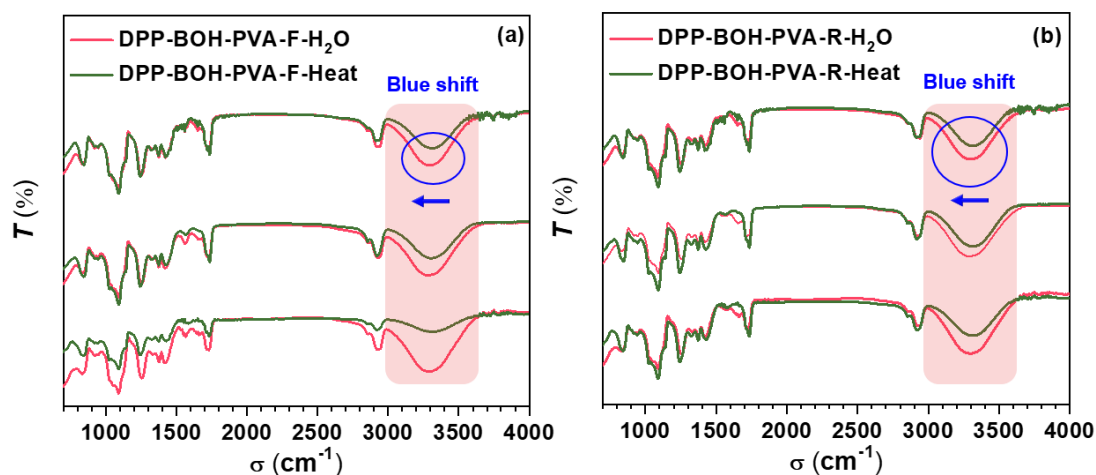 DPP-BOH-PVA-F-H₂O
(a)
DPP-BOH-PVA-F-Heat
Blue shift
T (%)
1000 1500 2000 2500 3000 3500 4000
σ (cm⁻¹)
DPP-BOH-PVA-R-H₂O
(b)
DPP-BOH-PVA-R-Heat
Blue shift
T (%)
1000 1500 2000 2500 3000 3500 4000
σ (cm⁻¹)